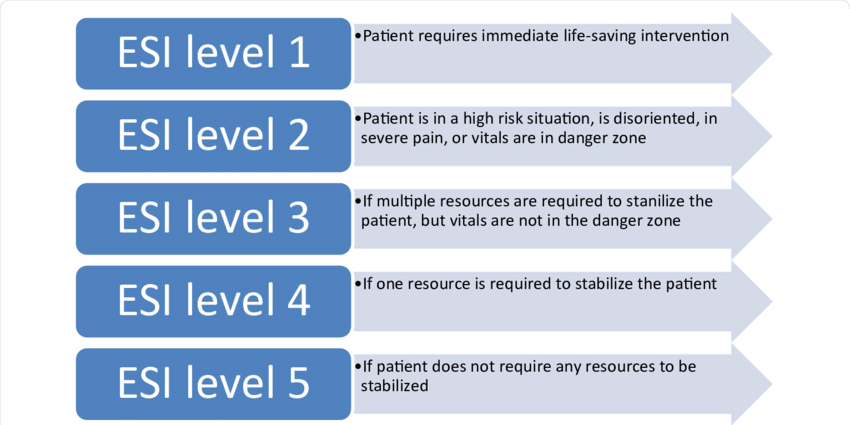 ESI level 1
•Patient requires immediate life-saving intervention
ESI level 2
•Patient is in a high risk situation, is disoriented, in
severe pain, or vitals are in danger zone
ESI level 3
•If multiple resources are required to stanilize the
patient, but vitals are not in the danger zone
ESI level 4
•If one resource is required to stabilize the patient
ESI level 5
•If patient does not require any resources to be
stabilized